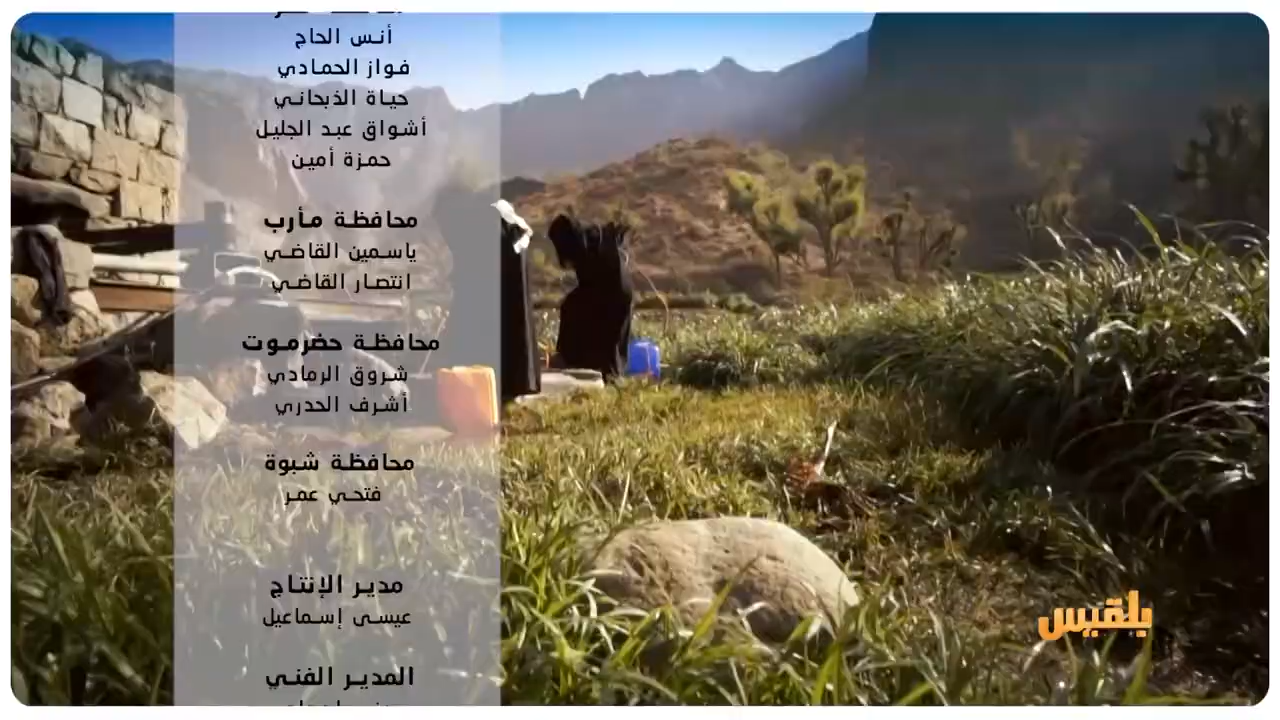 أنس الحاج
فواز الحمادي
حياة الذبحاني
أشواق عبد الجليل
حمزة أمين
محافظة مأرب
ياسمين القاضي
انتصار القاضي
محافظة حضرموت
شروق الرمادي
أشرف الحدري
محافظة شبوة
فتحي عمر
مدير الإنتاج
عيسى إسماعيل
المدير الفني
بلقيس